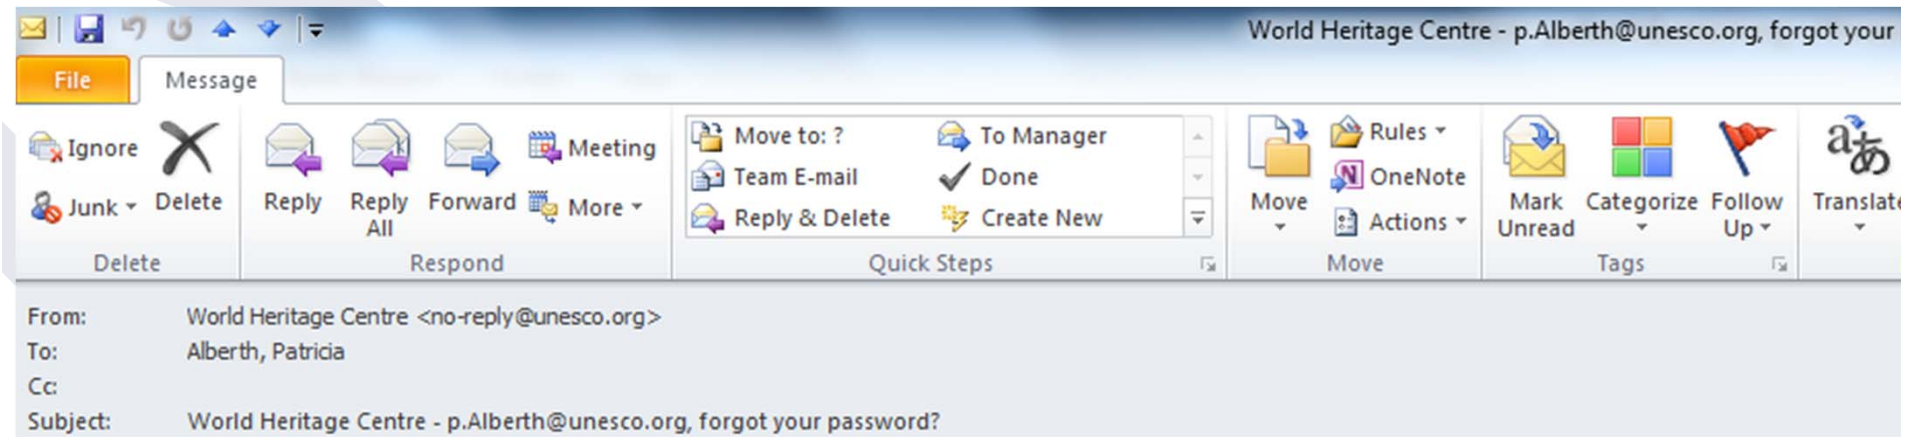 World Heritage Centre - p.Alberth@unesco.org, forgot your
File Message
Ignore
Junk
Delete
Delete
Reply
Reply All
Forward
Meeting
More
Respond
Move to: ?
To Manager
Team E-mail
Done
Reply & Delete
Create New
Quick Steps
Move
Rules
OneNote
Actions
Move
Mark Unread
Categorize
Follow Up
Tags
Translate
From: World Heritage Centre <no-reply@unesco.org>
To: Alberth, Patricia
Cc:
Subject: World Heritage Centre - p.Alberth@unesco.org, forgot your password?